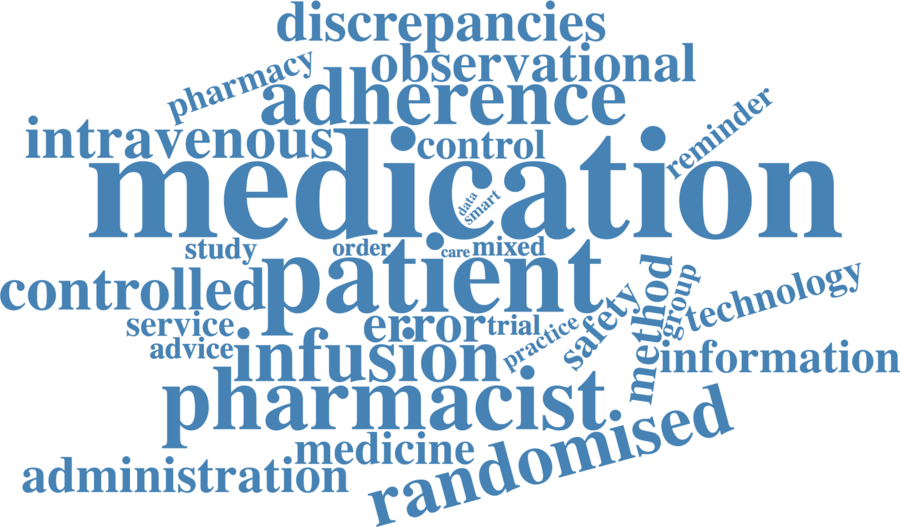 discrepancies
observational
pharmacy
adherence
reminder
intravenous
control
medication
data
smart
study
order
care
mixed
patient
controlled
method
group
technology
safety
service
error
trial
practice
advice
infusion
information
pharmacist
randomised
medicine
administration